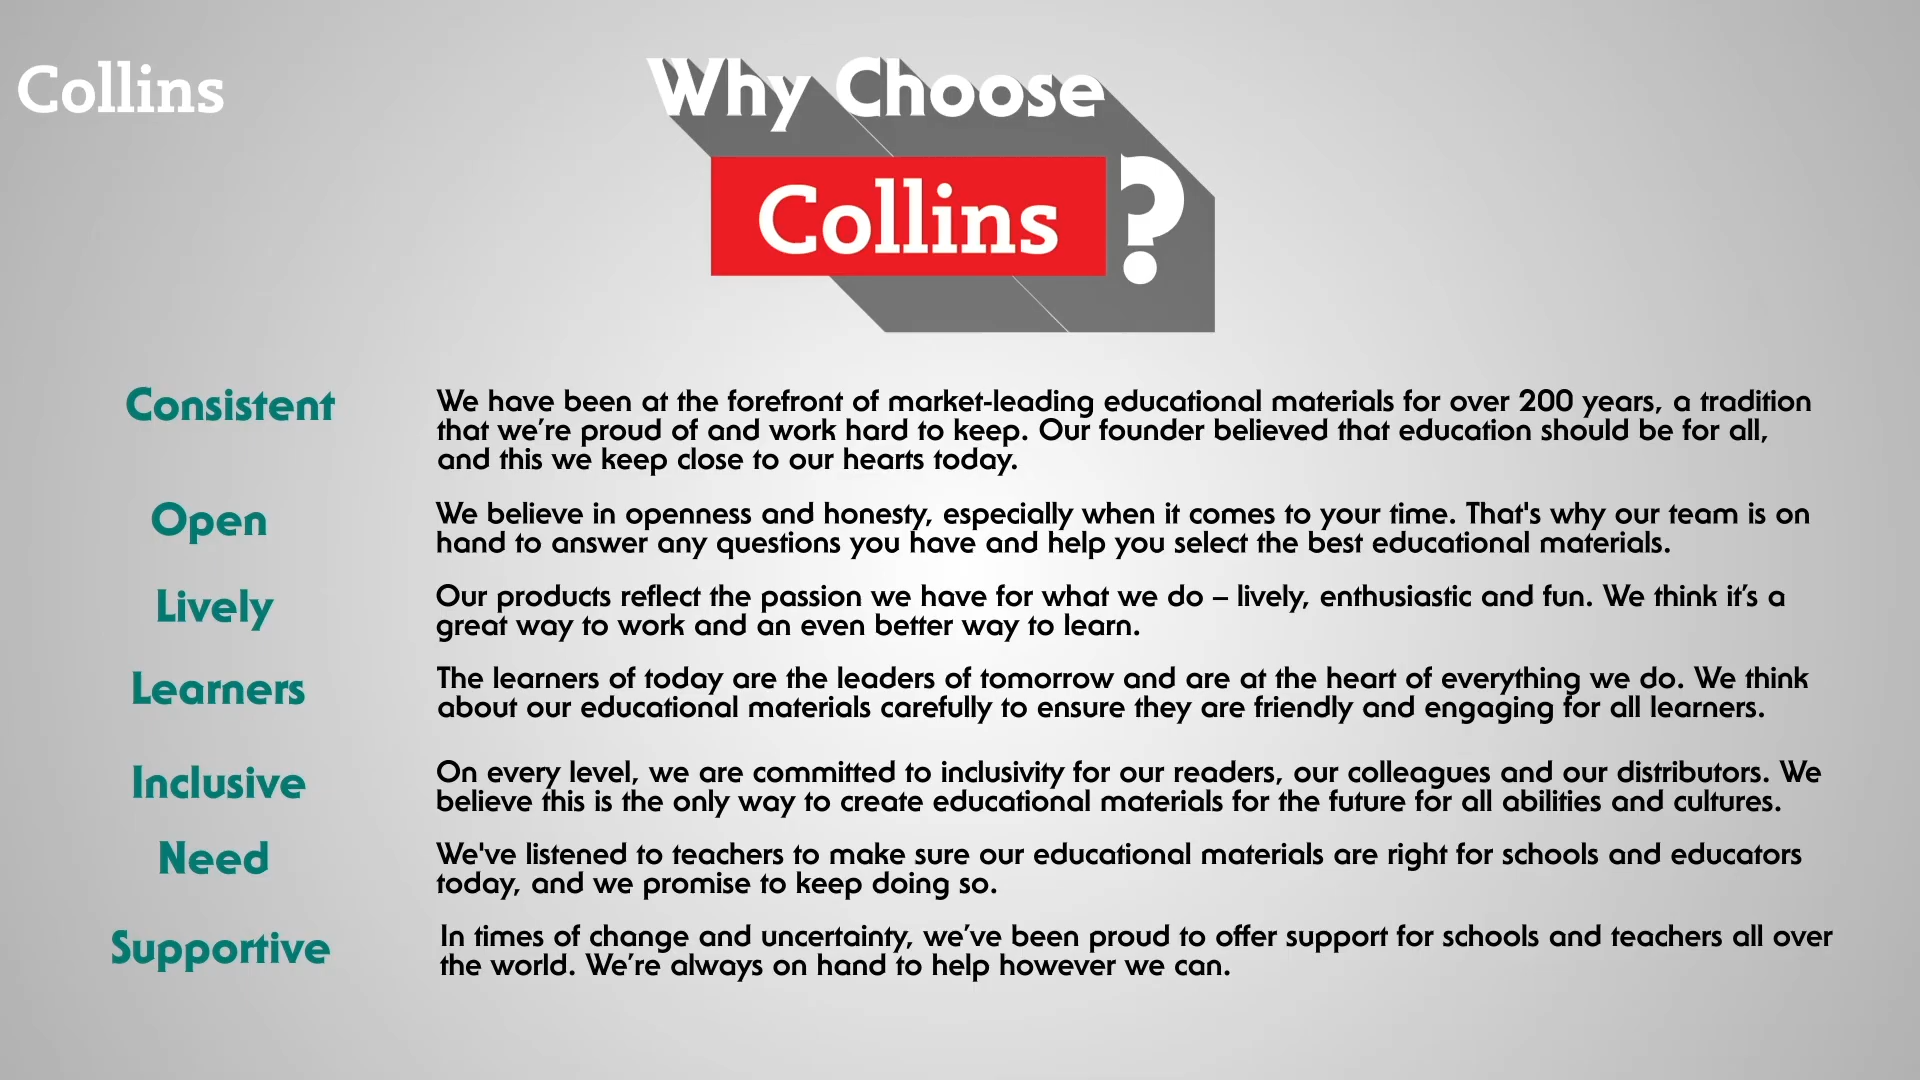 Collins
Why Choose
Collins ?
Consistent
We have been at the forefront of market-leading educational materials for over 200 years, a tradition
that we’re proud of and work hard to keep. Our founder believed that education should be for all,
and this we keep close to our hearts today.
Open
We believe in openness and honesty, especially when it comes to your time. That's why our team is on
hand to answer any questions you have and help you select the best educational materials.
Lively
Our products reflect the passion we have for what we do – lively, enthusiastic and fun. We think it’s a
great way to work and an even better way to learn.
Learners
The learners of today are the leaders of tomorrow and are at the heart of everything we do. We think
about our educational materials carefully to ensure they are friendly and engaging for all learners.
Inclusive
On every level, we are committed to inclusivity for our readers, our colleagues and our distributors. We
believe this is the only way to create educational materials for the future for all abilities and cultures.
Need
We've listened to teachers to make sure our educational materials are right for schools and educators
today, and we promise to keep doing so.
Supportive
In times of change and uncertainty, we’ve been proud to offer support for schools and teachers all over
the world. We’re always on hand to help however we can.